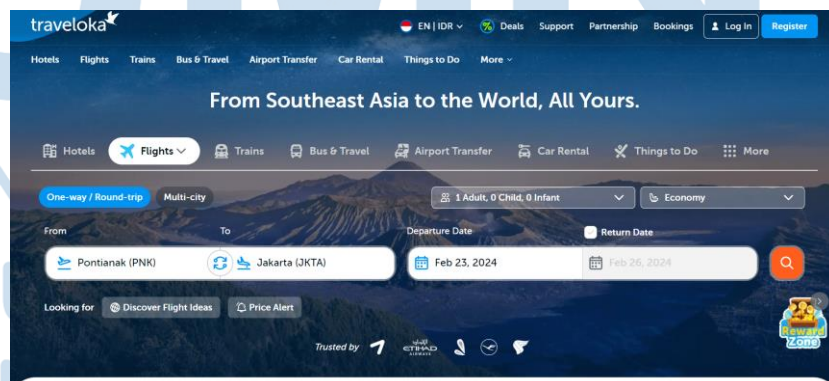 traveloka
EN | IDR
Deals
Support
Partnership
Bookings
Log In
Register
Hotels
Flights
Trains
Bus & Travel
Airport Transfer
Car Rental
Things to Do
More
From Southeast Asia to the World, All Yours.
Hotels
Flights
Trains
Bus & Travel
Airport Transfer
Car Rental
Things to Do
More
One-way / Round-trip
Multi-city
1 Adult, 0 Child, 0 Infant
Economy
From
To
Departure Date
Return Date
Pontianak (PNK)
Jakarta (JKTA)
Feb 23, 2024
Feb 26, 2024
Looking for
Discover Flight Ideas
Price Alert
Reward
Zone
Trusted by
ETIHAD
AIRWAYS